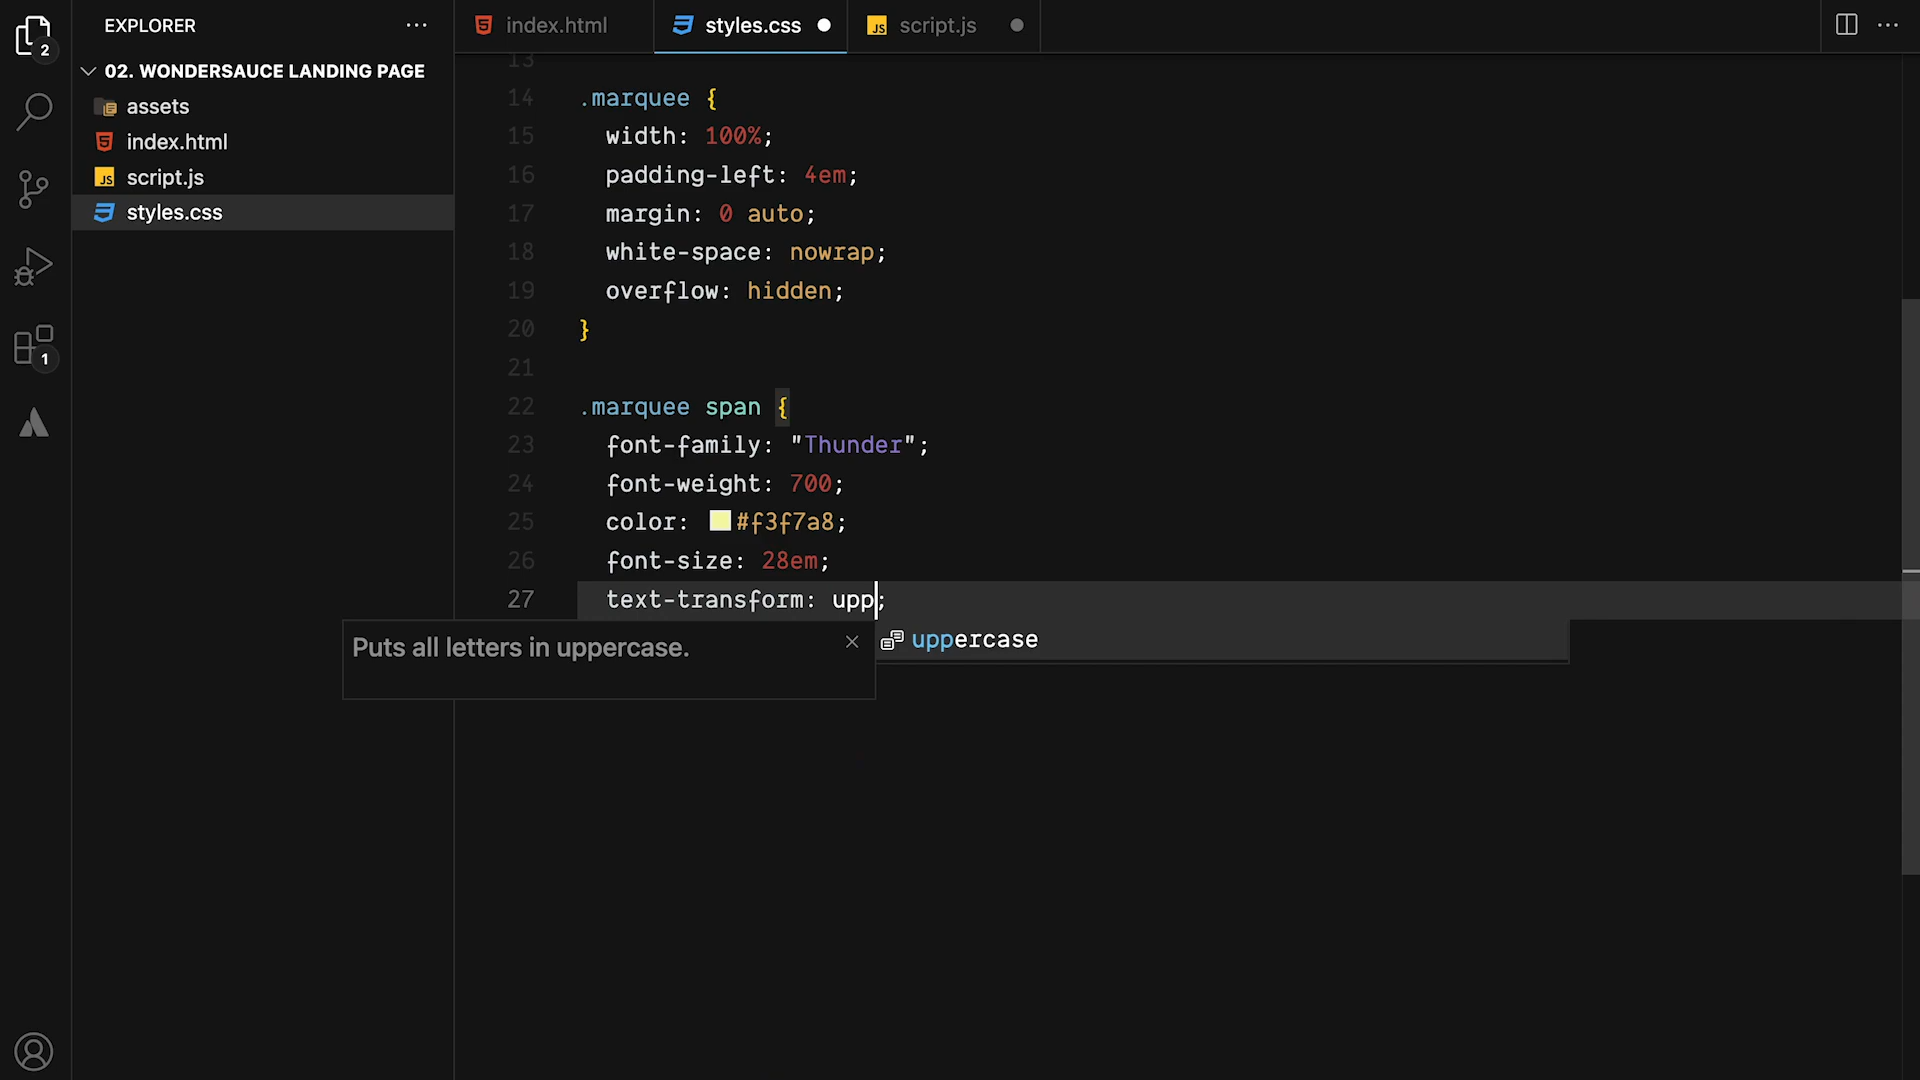 EXPLORER
02. WONDERSAUCE LANDING PAGE
assets
index.html
script.js
styles.css
2
1
index.html
styles.css
script.js
13
14 .marquee {
15 width: 100%;
16 padding-left: 4em;
17 margin: 0 auto;
18 white-space: nowrap;
19 overflow: hidden;
20 }
21
22 .marquee span {
23 font-family: "Thunder";
24 font-weight: 700;
25 color: #f3f7a8;
26 font-size: 28em;
27 text-transform: upp;
Puts all letters in uppercase.
uppercase